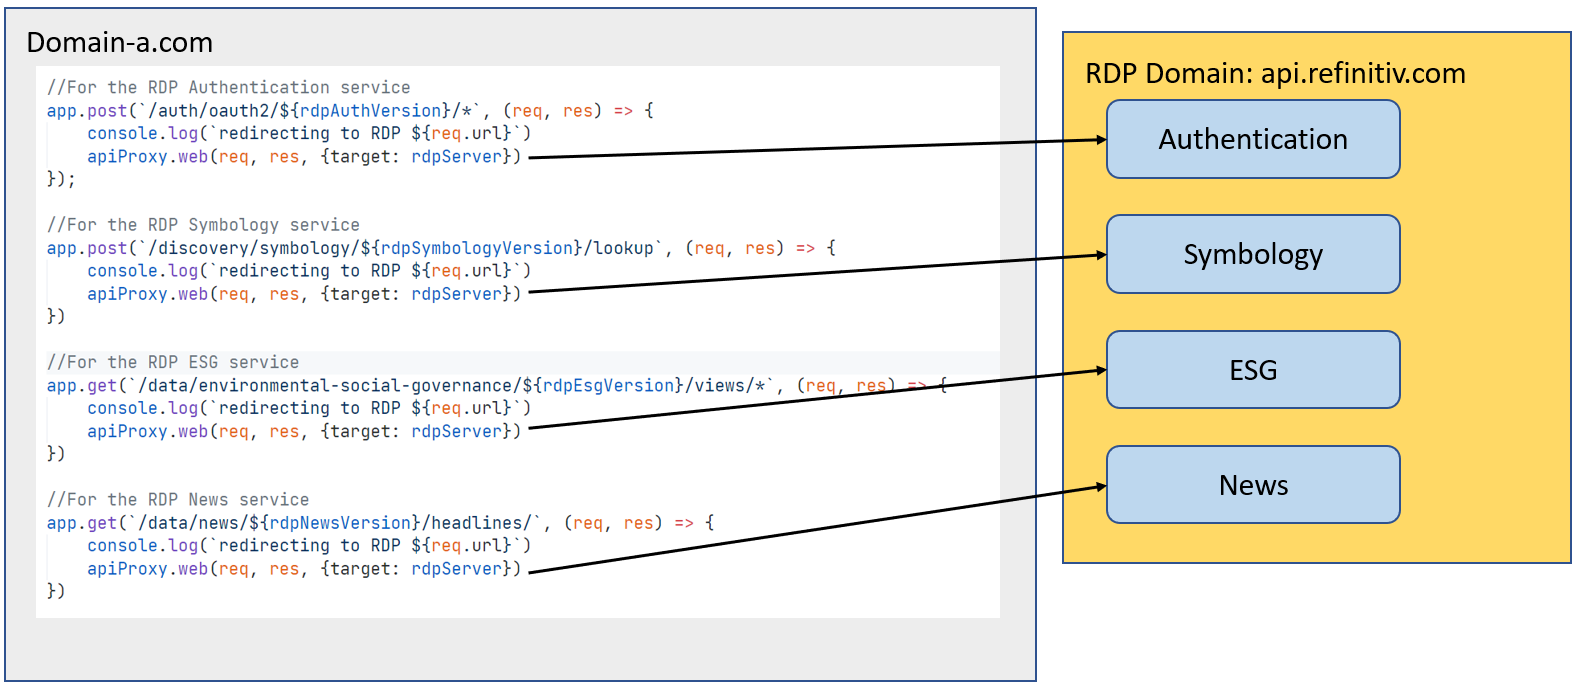 Domain-a.com
//For the RDP Authentication service
app.post(`/auth/oauth2/${rdpAuthVersion}/*`, (req, res) => {
    console.log(`redirecting to RDP ${req.url}`)
    apiProxy.web(req, res, {target: rdpServer})
});
//For the RDP Symbology service
app.post(`/discovery/symbology/${rdpSymbologyVersion}/lookup`, (req, res) => {
    console.log(`redirecting to RDP ${req.url}`)
    apiProxy.web(req, res, {target: rdpServer})
})
//For the RDP ESG service
app.get(`/data/environmental-social-governance/${rdpEsgVersion}/views/*`, (req, res) => {
    console.log(`redirecting to RDP ${req.url}`)
    apiProxy.web(req, res, {target: rdpServer})
})
//For the RDP News service
app.get(`/data/news/${rdpNewsVersion}/headlines/`, (req, res) => {
    console.log(`redirecting to RDP ${req.url}`)
    apiProxy.web(req, res, {target: rdpServer})
})
RDP Domain: api.refinitiv.com
Authentication
Symbology
ESG
News